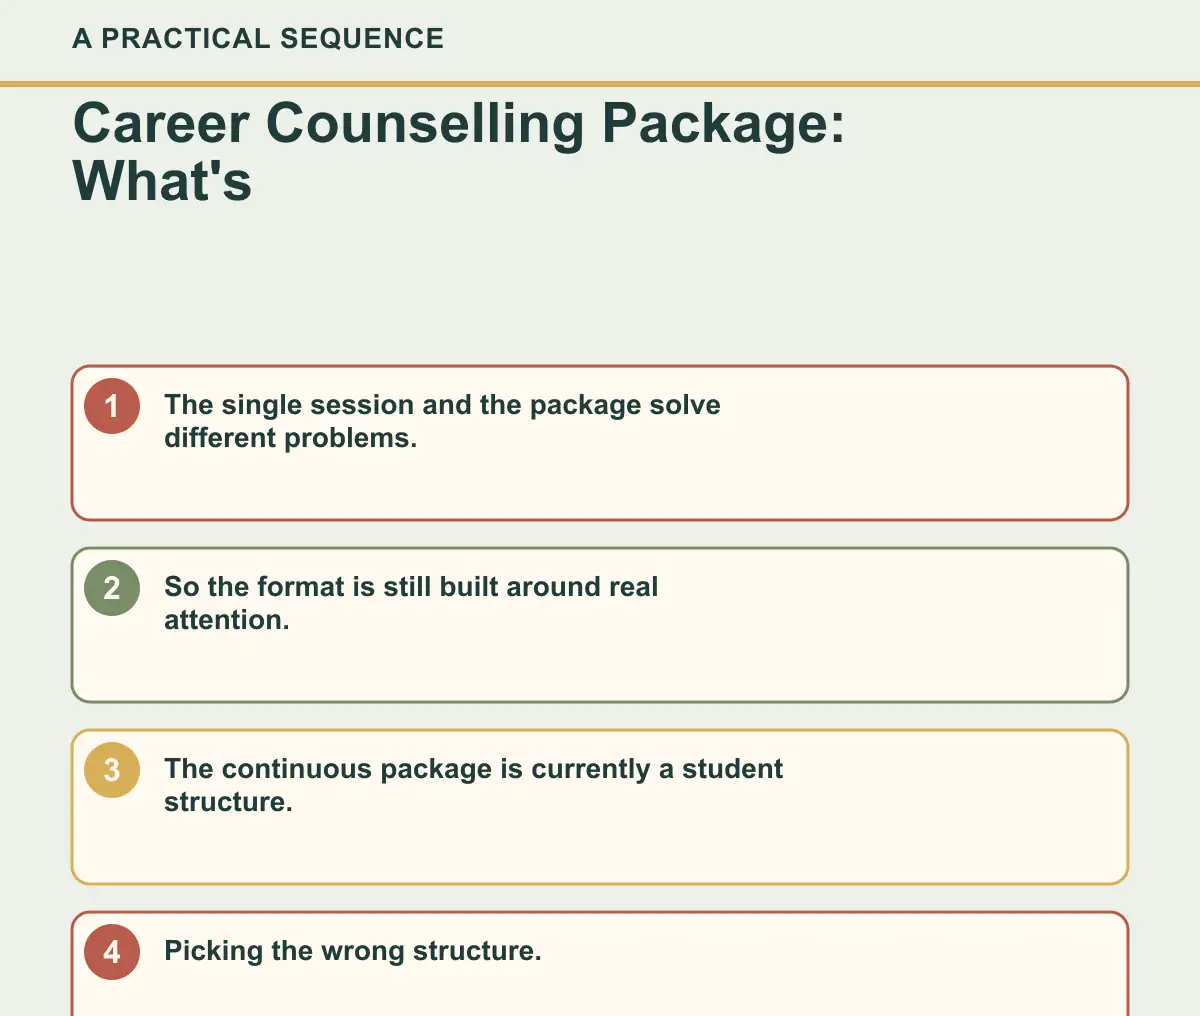 A PRACTICAL SEQUENCE
Career Counselling Package:
What's
1
The single session and the package solve
different problems.
2
So the format is still built around real
attention.
3
The continuous package is currently a student
structure.
4
Picking the wrong structure.